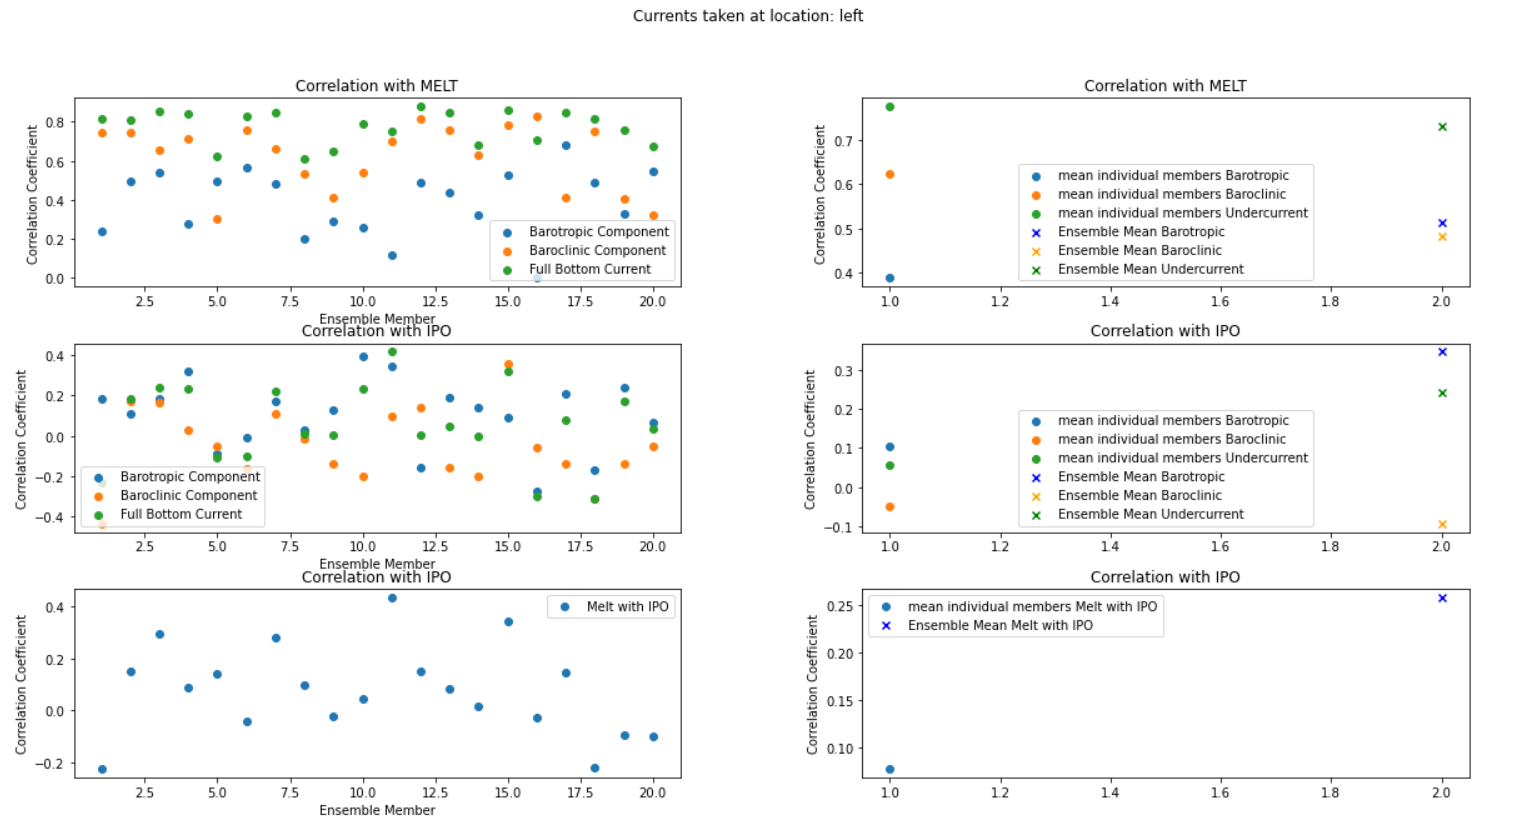 Currents taken at location: left
Correlation with MELT
Correlation Coefficient
0.8
0.6
0.4
0.2
0.0
Barotropic Component
Baroclinic Component
Full Bottom Current
2.5 5.0 7.5 10.0 12.5 15.0 17.5 20.0
Ensemble Member
Correlation with MELT
Correlation Coefficient
0.7
0.6
0.5
0.4
mean individual members Barotropic
mean individual members Baroclinic
mean individual members Undercurrent
Ensemble Mean Barotropic
Ensemble Mean Baroclinic
Ensemble Mean Undercurrent
1.0 1.2 1.4 1.6 1.8 2.0
Correlation with IPO
Correlation Coefficient
0.4
0.2
0.0
−0.2
−0.4
Barotropic Component
Baroclinic Component
Full Bottom Current
2.5 5.0 7.5 10.0 12.5 15.0 17.5 20.0
Ensemble Member
Correlation with IPO
Correlation Coefficient
0.3
0.2
0.1
0.0
−0.1
mean individual members Barotropic
mean individual members Baroclinic
mean individual members Undercurrent
Ensemble Mean Barotropic
Ensemble Mean Baroclinic
Ensemble Mean Undercurrent
1.0 1.2 1.4 1.6 1.8 2.0
Correlation with IPO
Correlation Coefficient
0.4
0.2
0.0
−0.2
Melt with IPO
2.5 5.0 7.5 10.0 12.5 15.0 17.5 20.0
Ensemble Member
Correlation with IPO
Correlation Coefficient
0.25
0.20
0.15
0.10
mean individual members Melt with IPO
Ensemble Mean Melt with IPO
1.0 1.2 1.4 1.6 1.8 2.0